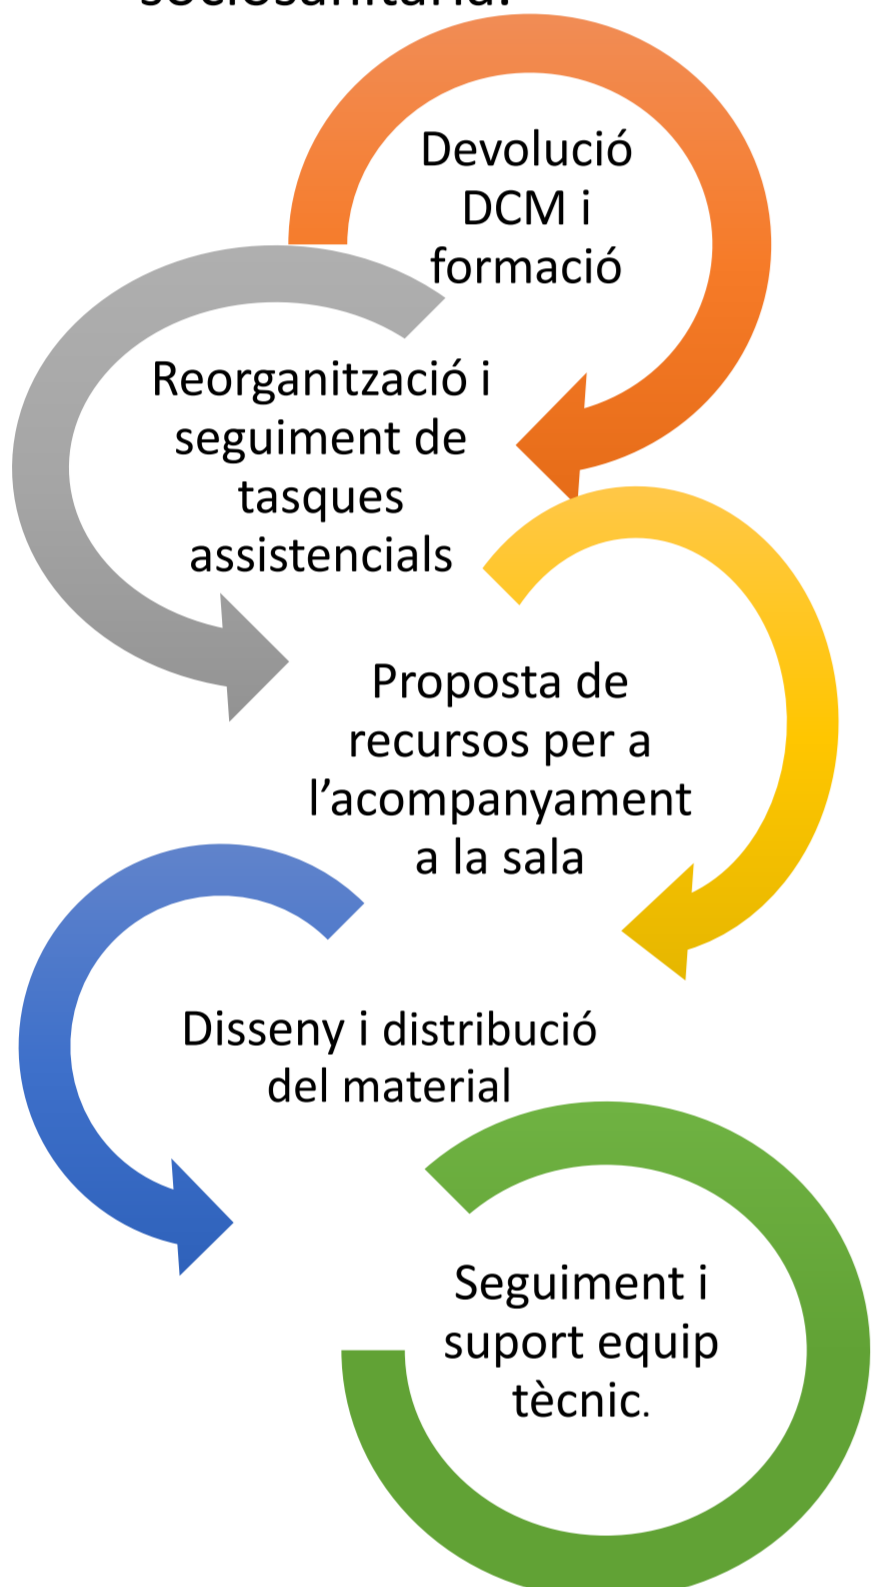 sociosanitària.
Devolució
DCM i
formació
Reorganització i
seguiment de
tasques
assistencials
Proposta de
recursos per a
l’acompanyament
a la sala
Disseny i distribució
del material
Seguiment i
suport equip
tècnic.